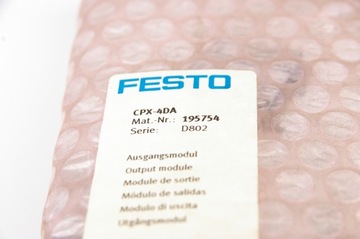 FESTO
CPX-4DA
Mat.-Nr.: 195754
Serie: D802
Ausgangsmodul
Output module
Module de sortie
Módulo de salidas
Modulo di uscita
Utgångsmodul